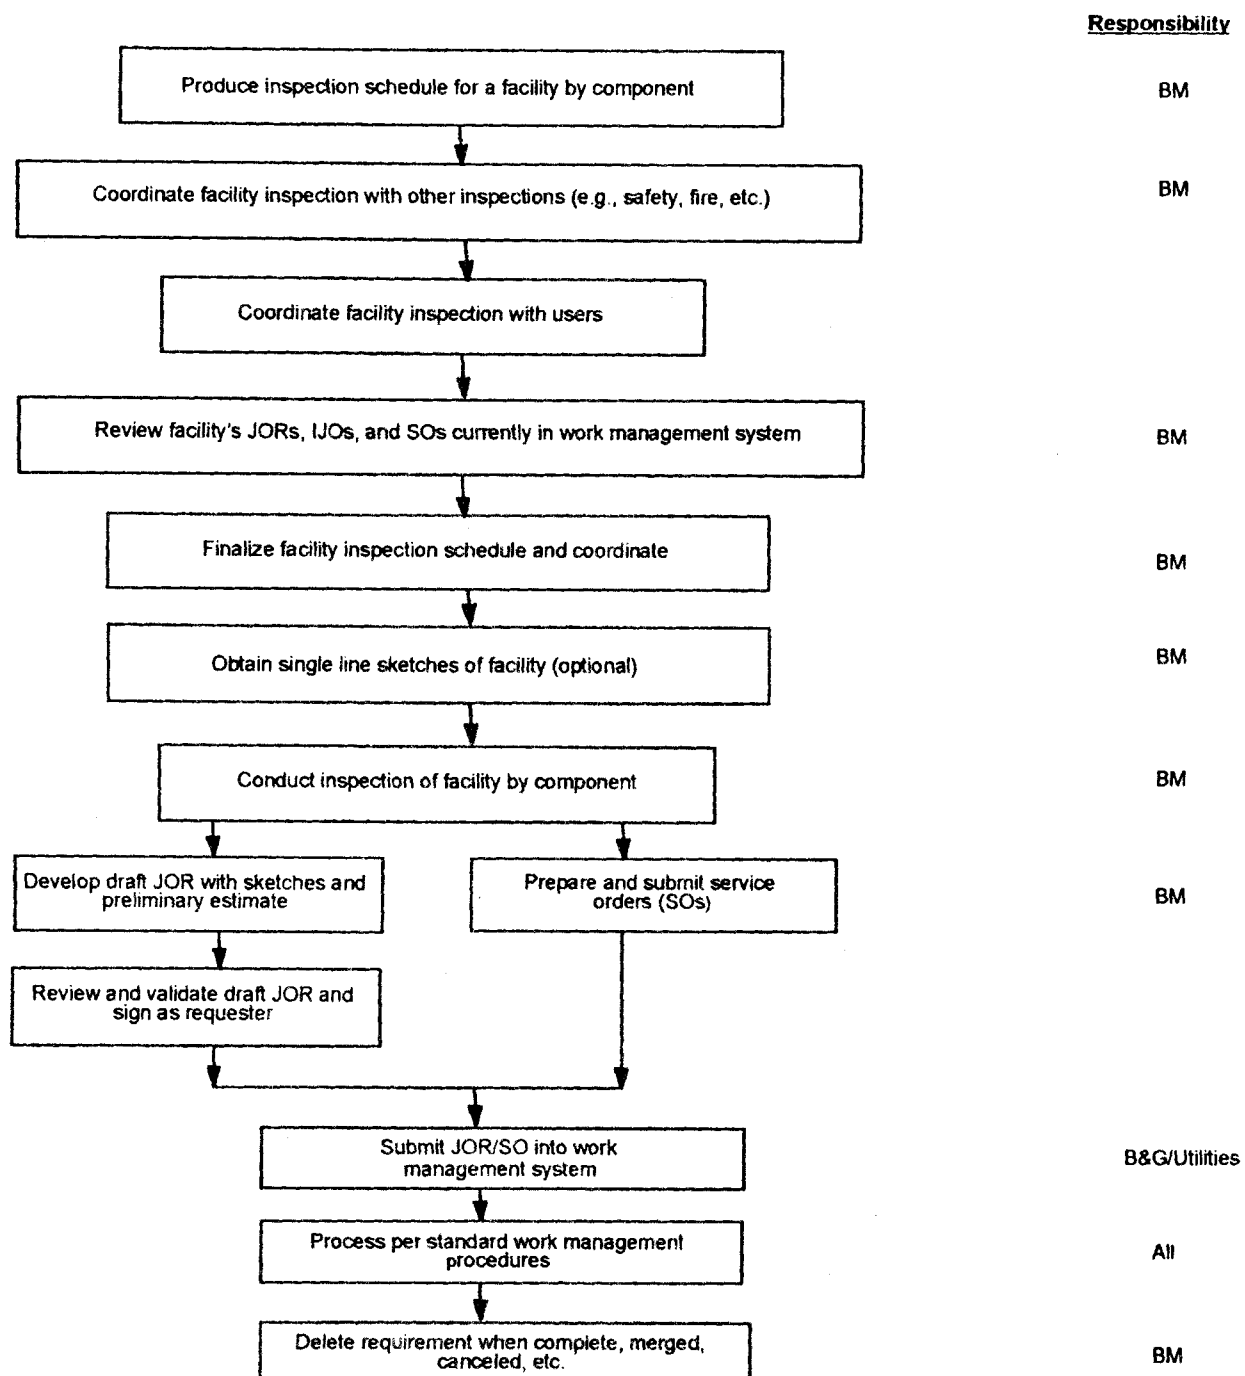 Responsibility
Produce inspection schedule for a facility by component
BM
Coordinate facility inspection with other inspections (e.g., safety, fire, etc.)
BM
Coordinate facility inspection with users
Review facility's JORs, IJOs, and SOs currently in work management system
BM
Finalize facility inspection schedule and coordinate
BM
Obtain single line sketches of facility (optional)
BM
Conduct inspection of facility by component
BM
Develop draft JOR with sketches and
preliminary estimate
Prepare and submit service
orders (SOs)
BM
Review and validate draft JOR and
sign as requester
Submit JOR/SO into work
management system
B&G/Utilities
Process per standard work management
procedures
All
Delete requirement when complete, merged,
canceled, etc.
BM